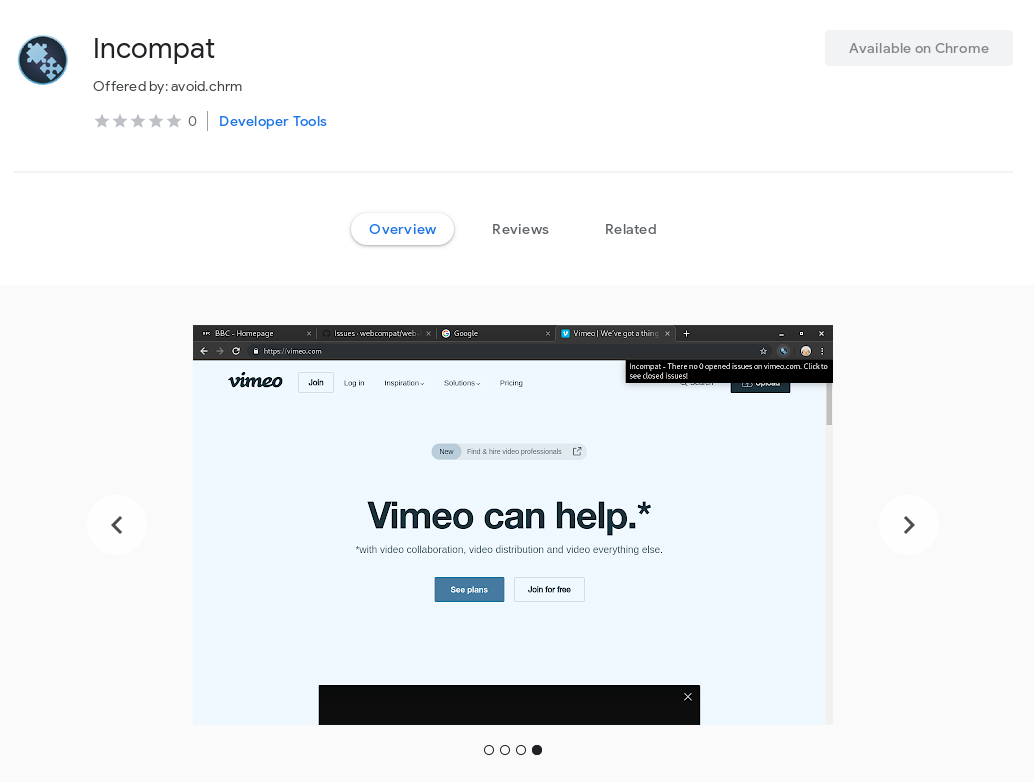 Incompat
Available on Chrome
Offered by: avoid.chrm
0
Developer Tools
Overview
Reviews
Related
BBC - Homepage
Issues · webcompat/web-
Google
Vimeo | We've got a thing
https://vimeo.com
Incompat - There no 0 opened issues on vimeo.com. Click to
see closed issues!
vimeo
Join
Log in
Inspiration
Solutions
Pricing
Search
Upload
New
Find & hire video professionals
Vimeo can help.*
*with video collaboration, video distribution and video everything else.
See plans
Join for free